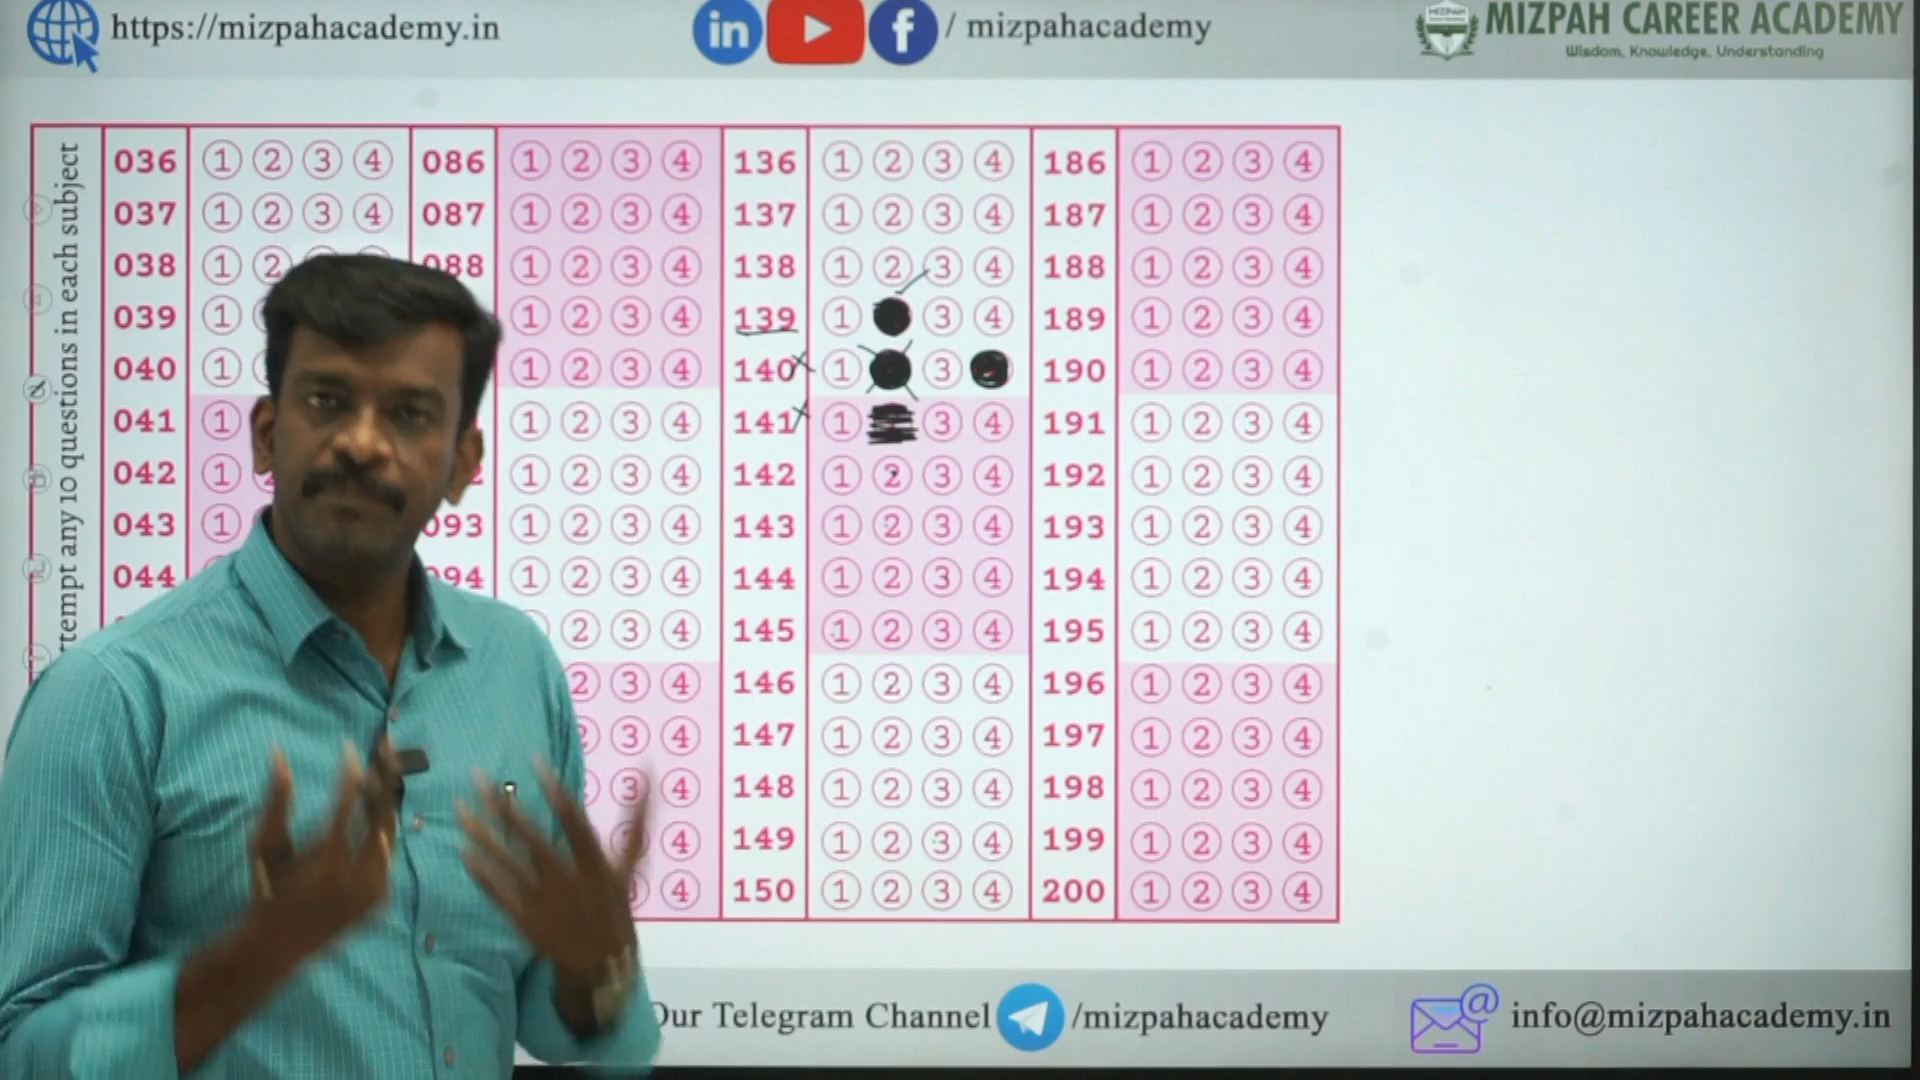 https://mizpahacademy.in
in f / mizpahacademy
MIZPAH CAREER ACADEMY
Wisdom, Knowledge, Understanding
ttempt any 10 questions in each subject
036 1 2 3 4 086 1 2 3 4 136 1 2 3 4 186 1 2 3 4
037 1 2 3 4 087 1 2 3 4 137 1 2 3 4 187 1 2 3 4
038 1 2 088 1 2 3 4 138 1 2 3 4 188 1 2 3 4
039 1 1 2 3 4 139 1 3 4 189 1 2 3 4
040 1 1 2 3 4 140 1 3 190 1 2 3 4
041 1 1 2 3 4 141 1 3 4 191 1 2 3 4
042 1 1 2 3 4 142 1 2 3 4 192 1 2 3 4
043 1 093 1 2 3 4 143 1 2 3 4 193 1 2 3 4
044 094 1 2 3 4 144 1 2 3 4 194 1 2 3 4
2 3 4 145 1 2 3 4 195 1 2 3 4
2 3 4 146 1 2 3 4 196 1 2 3 4
3 4 147 1 2 3 4 197 1 2 3 4
3 4 148 1 2 3 4 198 1 2 3 4
4 149 1 2 3 4 199 1 2 3 4
4 150 1 2 3 4 200 1 2 3 4
Our Telegram Channel /mizpahacademy
info@mizpahacademy.in